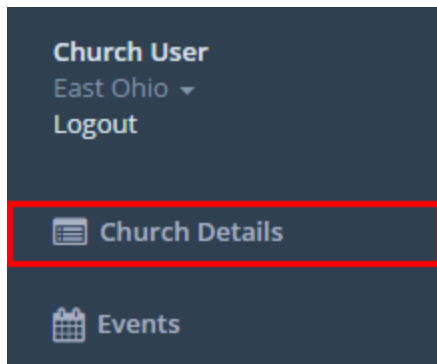 Church User
East Ohio
Logout
Church Details
Events